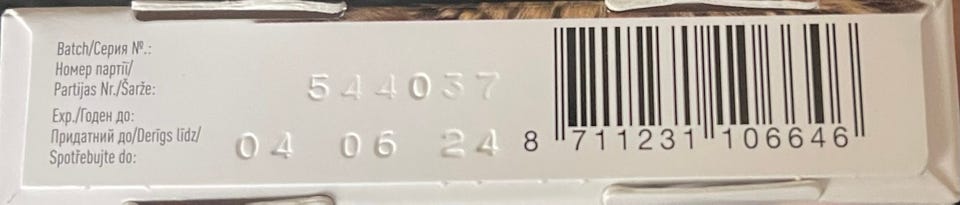 Batch/Серия №.:
Номер партії/
Partijas Nr./Šarže:
544037
Exp./Годен до:
Придатний до/Derīgs līdz/
Spotřebujte do:
04 06 24
8 711231 106646